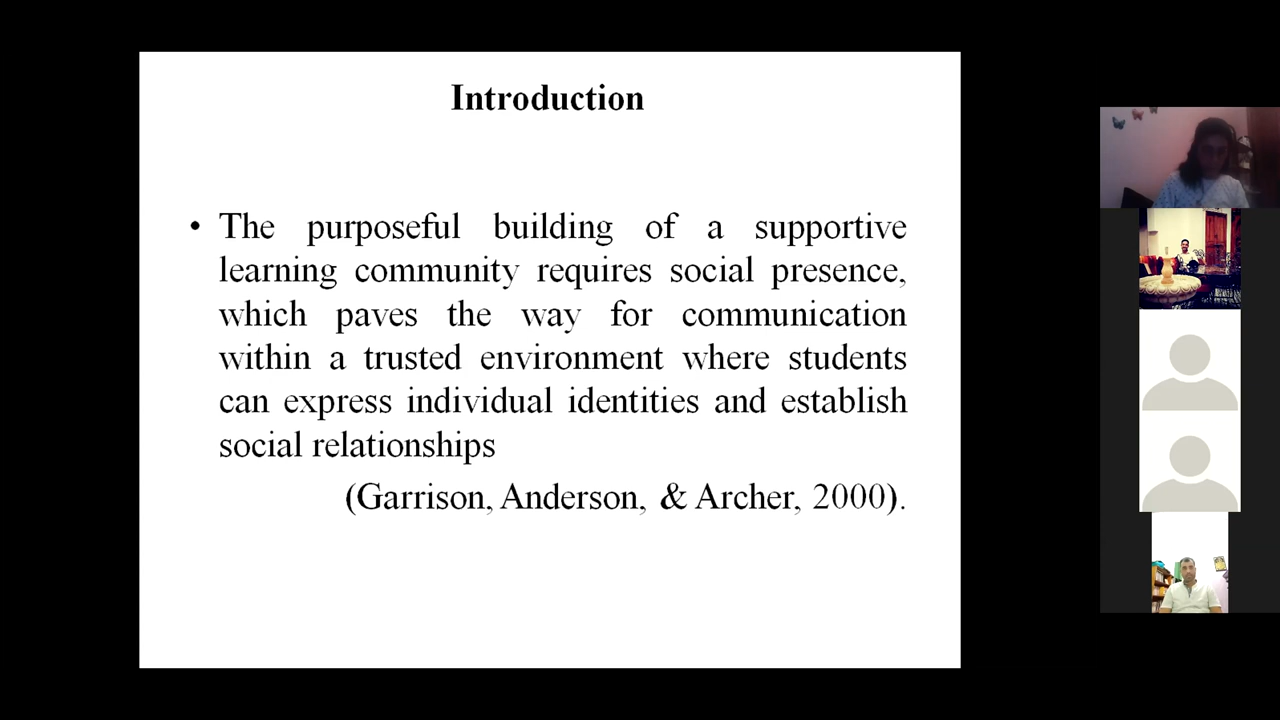 Introduction
• The purposeful building of a supportive
learning community requires social presence,
which paves the way for communication
within a trusted environment where students
can express individual identities and establish
social relationships
(Garrison, Anderson, & Archer, 2000).